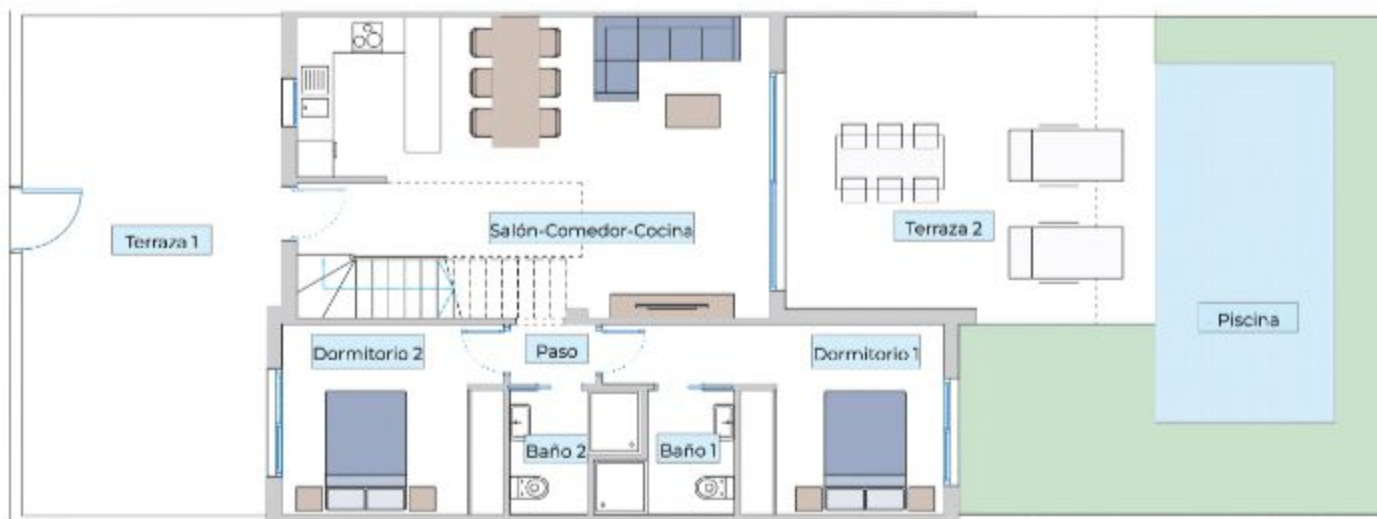 Terraza 1
Salón-Comedor-Cocina
Terraza 2
Piscina
Dormitorio 2
Paso
Dormitorio 1
Baño 2
Baño 1